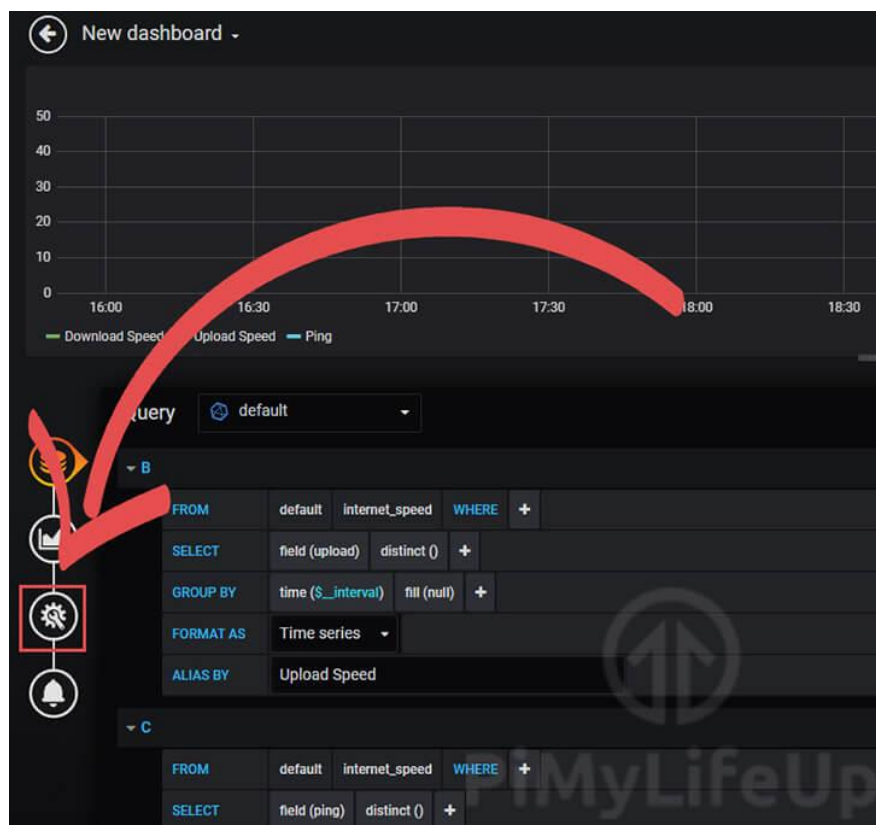 New dashboard
50
40
30
20
10
0
16:00 16:30 17:00 17:30 18:00 18:30
Download Speed Upload Speed Ping
Query default
B
FROM default internet_speed WHERE +
SELECT field (upload) distinct () +
GROUP BY time ($__interval) fill (null) +
FORMAT AS Time series
ALIAS BY Upload Speed
C
FROM default internet_speed WHERE +
SELECT field (ping) distinct () +
PiMyLifeUp